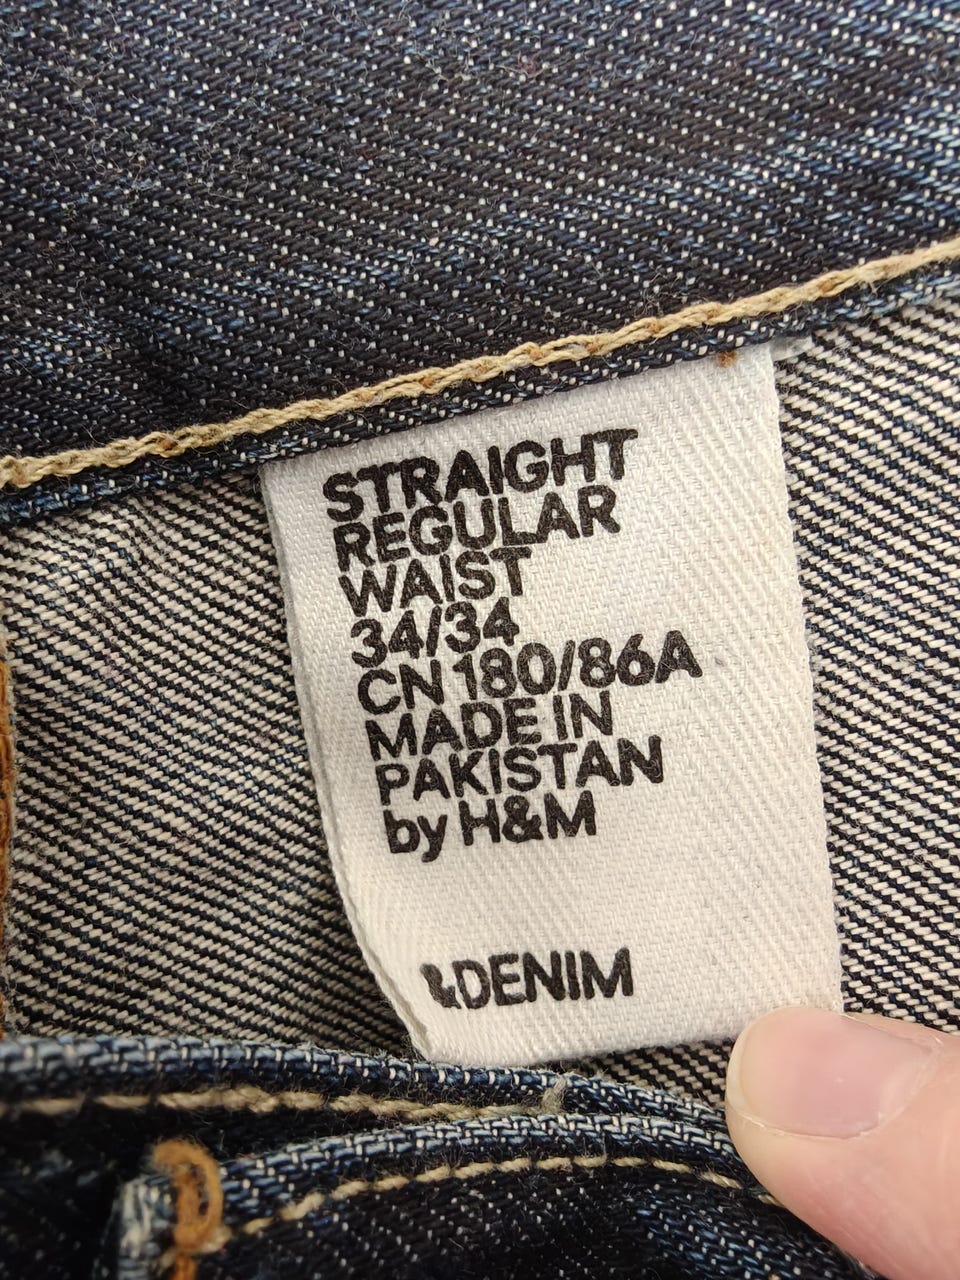 STRAIGHT
REGULAR
WAIST
34/34
CN 180/86A
MADE IN
PAKISTAN
by H&M
&DENIM